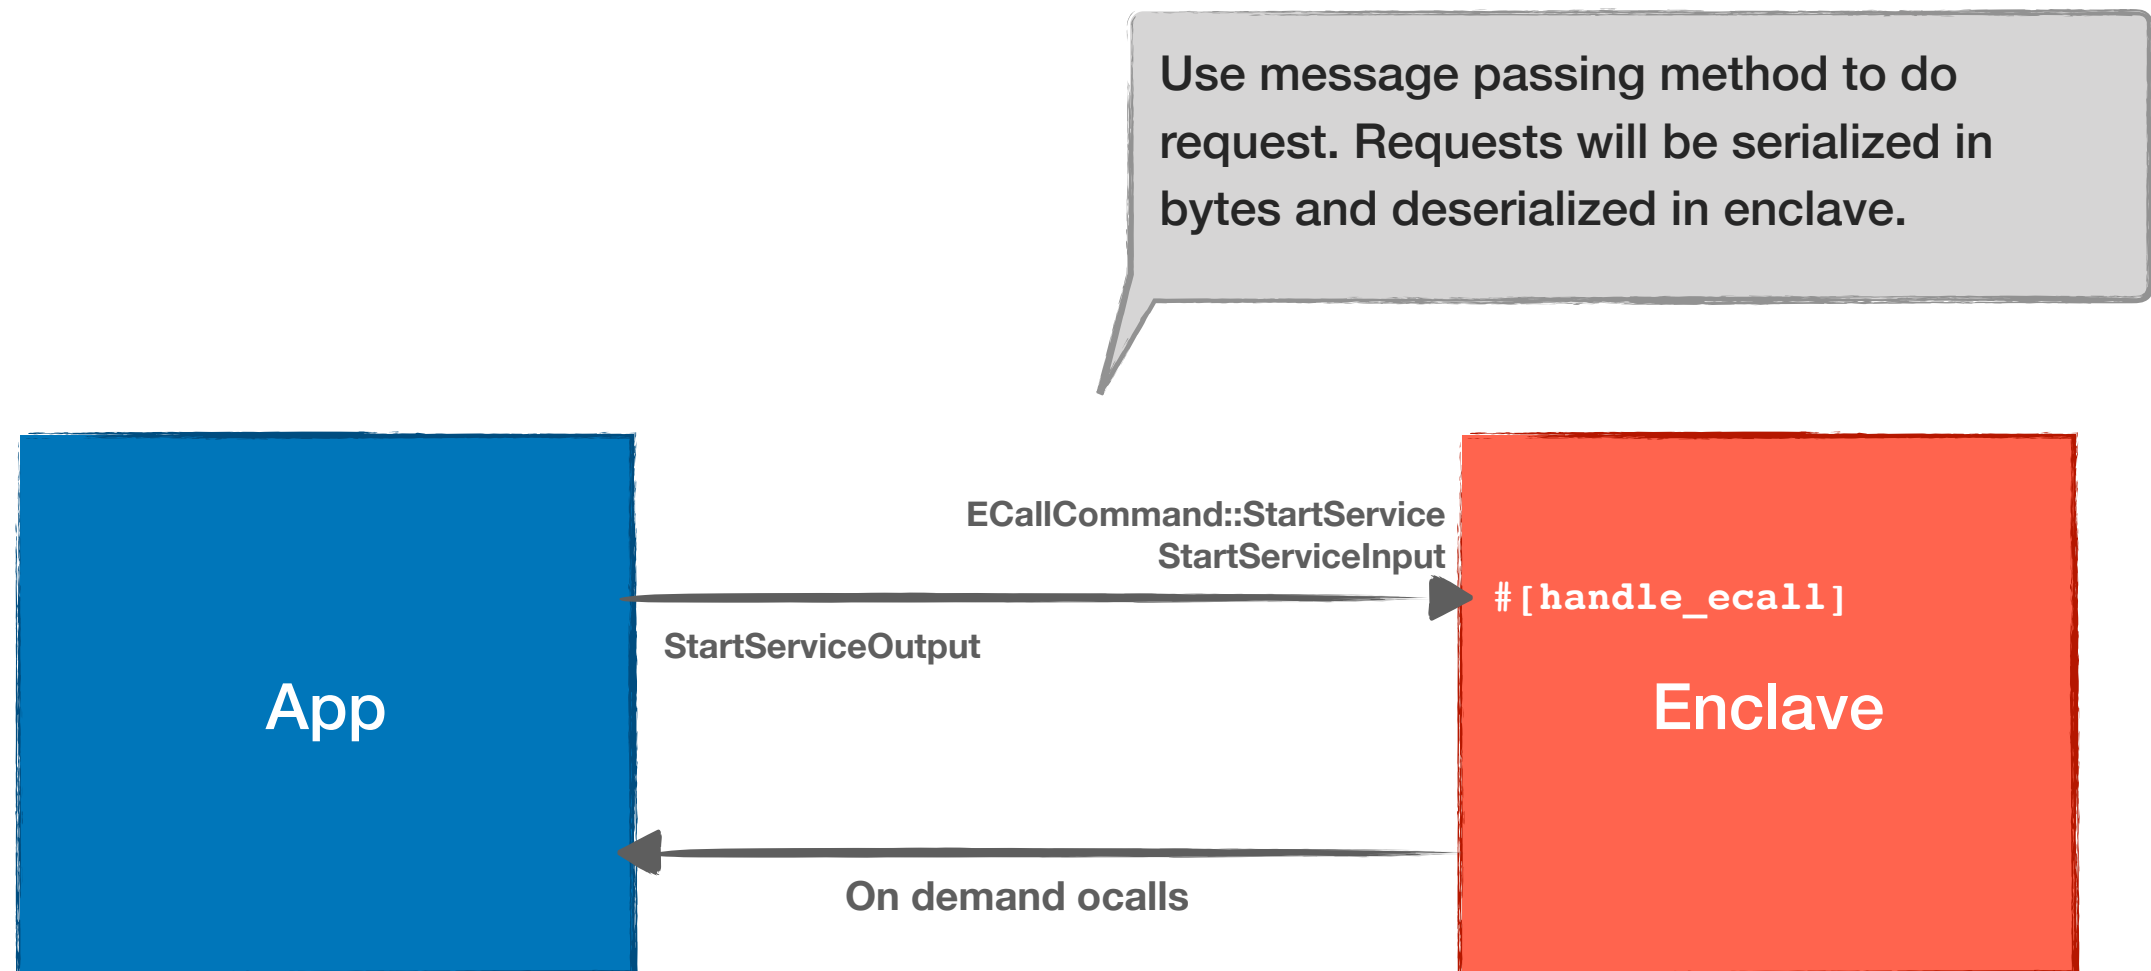 Use message passing method to do
request. Requests will be serialized in
bytes and deserialized in enclave.
ECallCommand::StartService
StartServiceInput
#[handle_ecall]
StartServiceOutput
App
Enclave
On demand ocalls